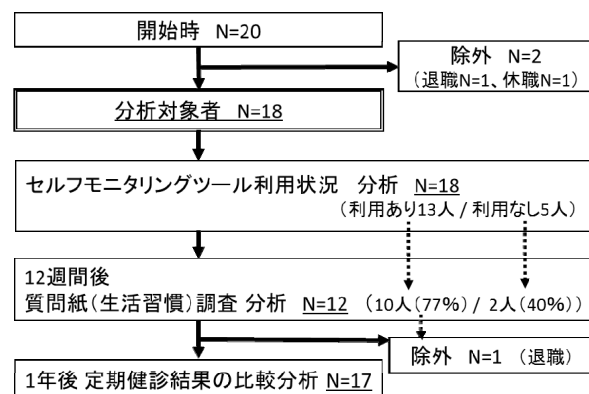 開始時 N=20
除外 N=2
(退職N=1、休職N=1)
分析対象者 N=18
セルフモニタリングツール利用状況 分析 N=18
(利用あり13人 / 利用なし5人)
12週間後
質問紙(生活習慣)調査 分析 N=12 (10人(77%) / 2人(40%))
除外 N=1 (退職)
1年後 定期健診結果の比較分析 N=17